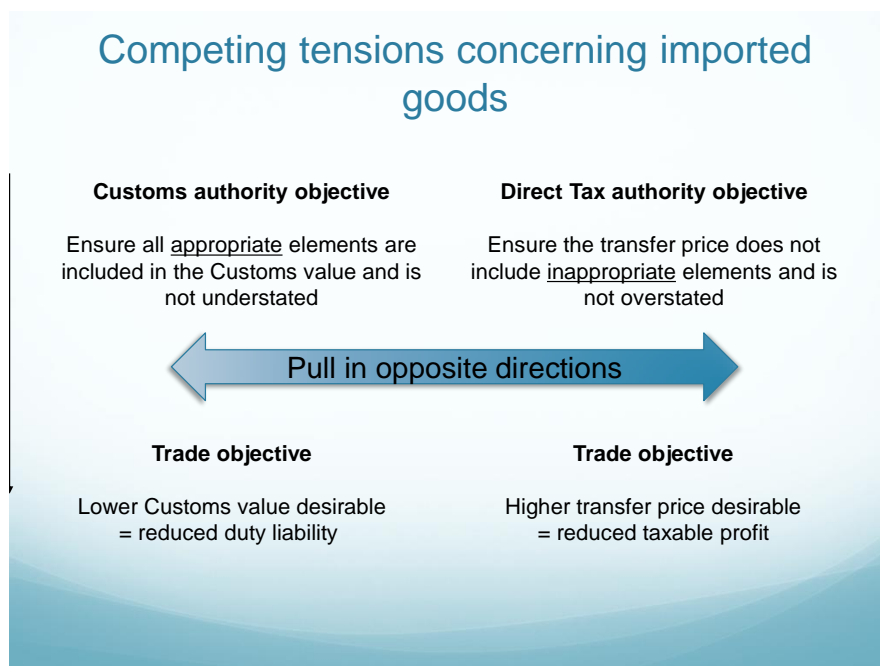 Competing tensions concerning imported
goods
Customs authority objective
Ensure all appropriate elements are
included in the Customs value and is
not understated
Direct Tax authority objective
Ensure the transfer price does not
include inappropriate elements and is
not overstated
Pull in opposite directions
Trade objective
Lower Customs value desirable
= reduced duty liability
Trade objective
Higher transfer price desirable
= reduced taxable profit